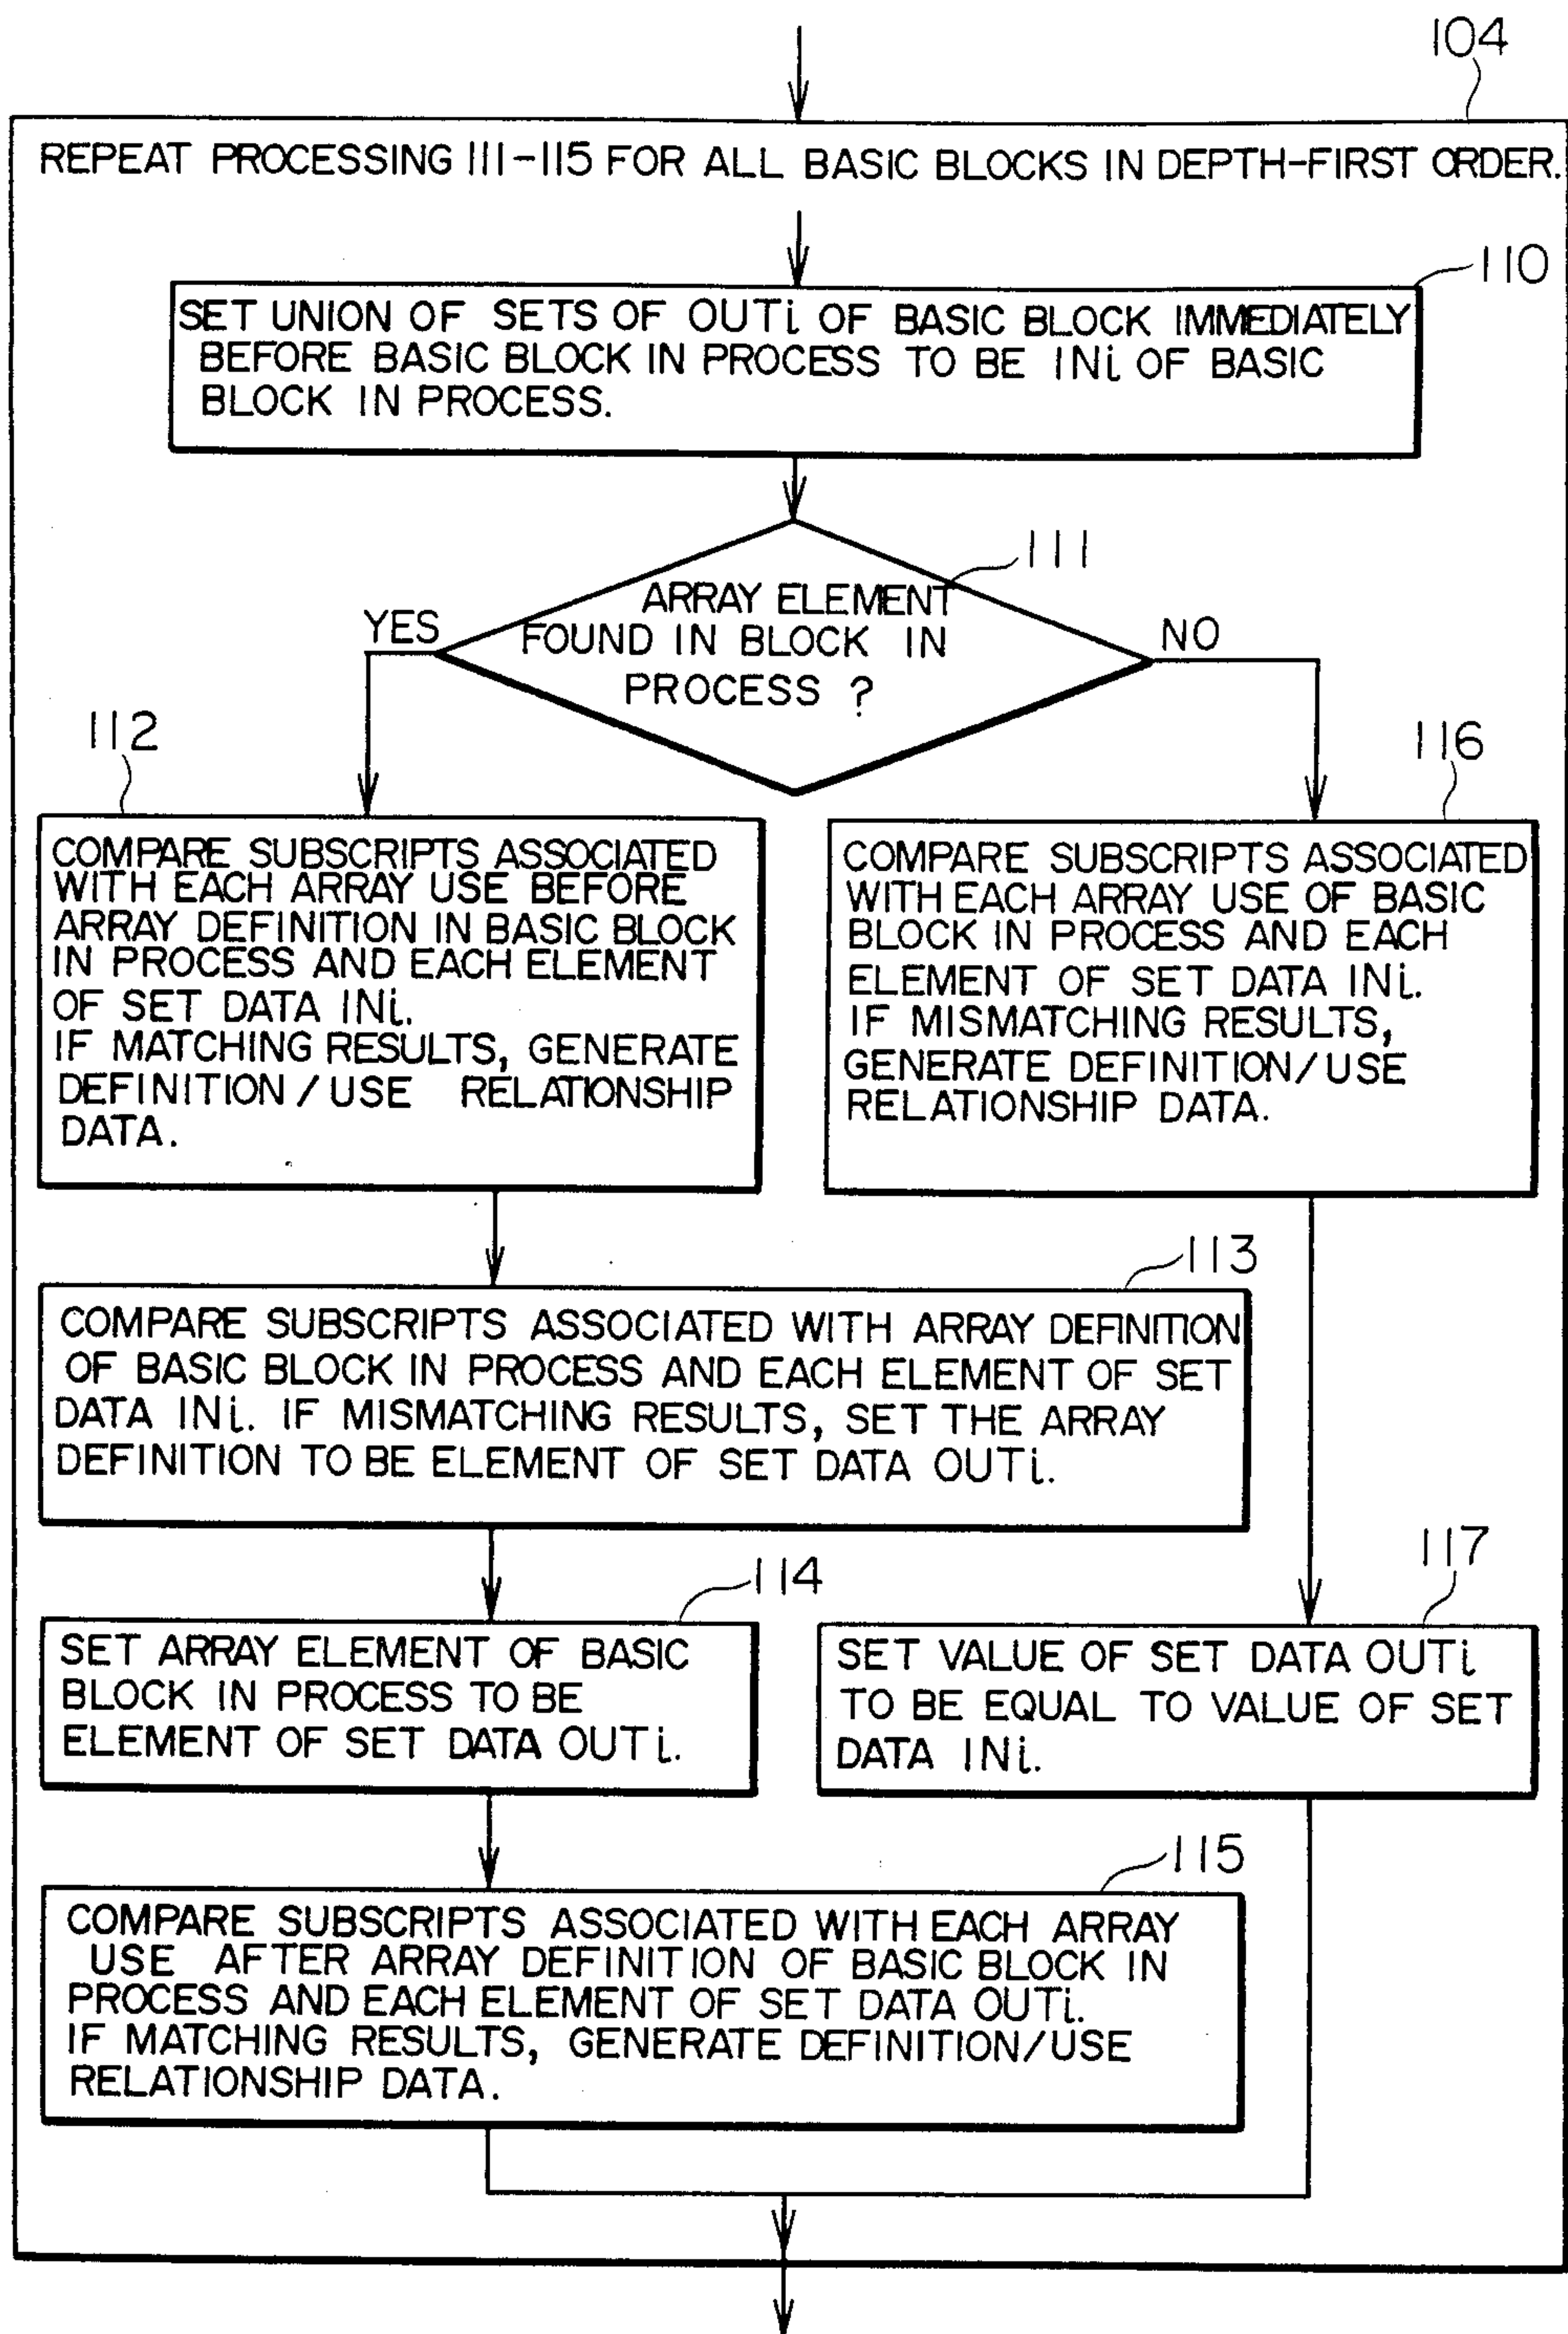 104
REPEAT PROCESSING 111-115 FOR ALL BASIC BLOCKS IN DEPTH-FIRST ORDER.
110
SET UNION OF SETS OF OUTi OF BASIC BLOCK IMMEDIATELY
BEFORE BASIC BLOCK IN PROCESS TO BE INi OF BASIC
BLOCK IN PROCESS.
111
ARRAY ELEMENT
FOUND IN BLOCK IN
PROCESS ?
YES
NO
112
COMPARE SUBSCRIPTS ASSOCIATED
WITH EACH ARRAY USE BEFORE
ARRAY DEFINITION IN BASIC BLOCK
IN PROCESS AND EACH ELEMENT
OF SET DATA INi.
IF MATCHING RESULTS, GENERATE
DEFINITION/USE RELATIONSHIP
DATA.
116
COMPARE SUBSCRIPTS ASSOCIATED
WITH EACH ARRAY USE OF BASIC
BLOCK IN PROCESS AND EACH
ELEMENT OF SET DATA INi.
IF MISMATCHING RESULTS,
GENERATE DEFINITION/USE
RELATIONSHIP DATA.
113
COMPARE SUBSCRIPTS ASSOCIATED WITH ARRAY DEFINITION
OF BASIC BLOCK IN PROCESS AND EACH ELEMENT OF SET
DATA INi. IF MISMATCHING RESULTS, SET THE ARRAY
DEFINITION TO BE ELEMENT OF SET DATA OUTi.
114
SET ARRAY ELEMENT OF BASIC
BLOCK IN PROCESS TO BE
ELEMENT OF SET DATA OUTi.
117
SET VALUE OF SET DATA OUTi
TO BE EQUAL TO VALUE OF SET
DATA INi.
115
COMPARE SUBSCRIPTS ASSOCIATED WITH EACH ARRAY
USE AFTER ARRAY DEFINITION OF BASIC BLOCK IN
PROCESS AND EACH ELEMENT OF SET DATA OUTi.
IF MATCHING RESULTS, GENERATE DEFINITION/USE
RELATIONSHIP DATA.